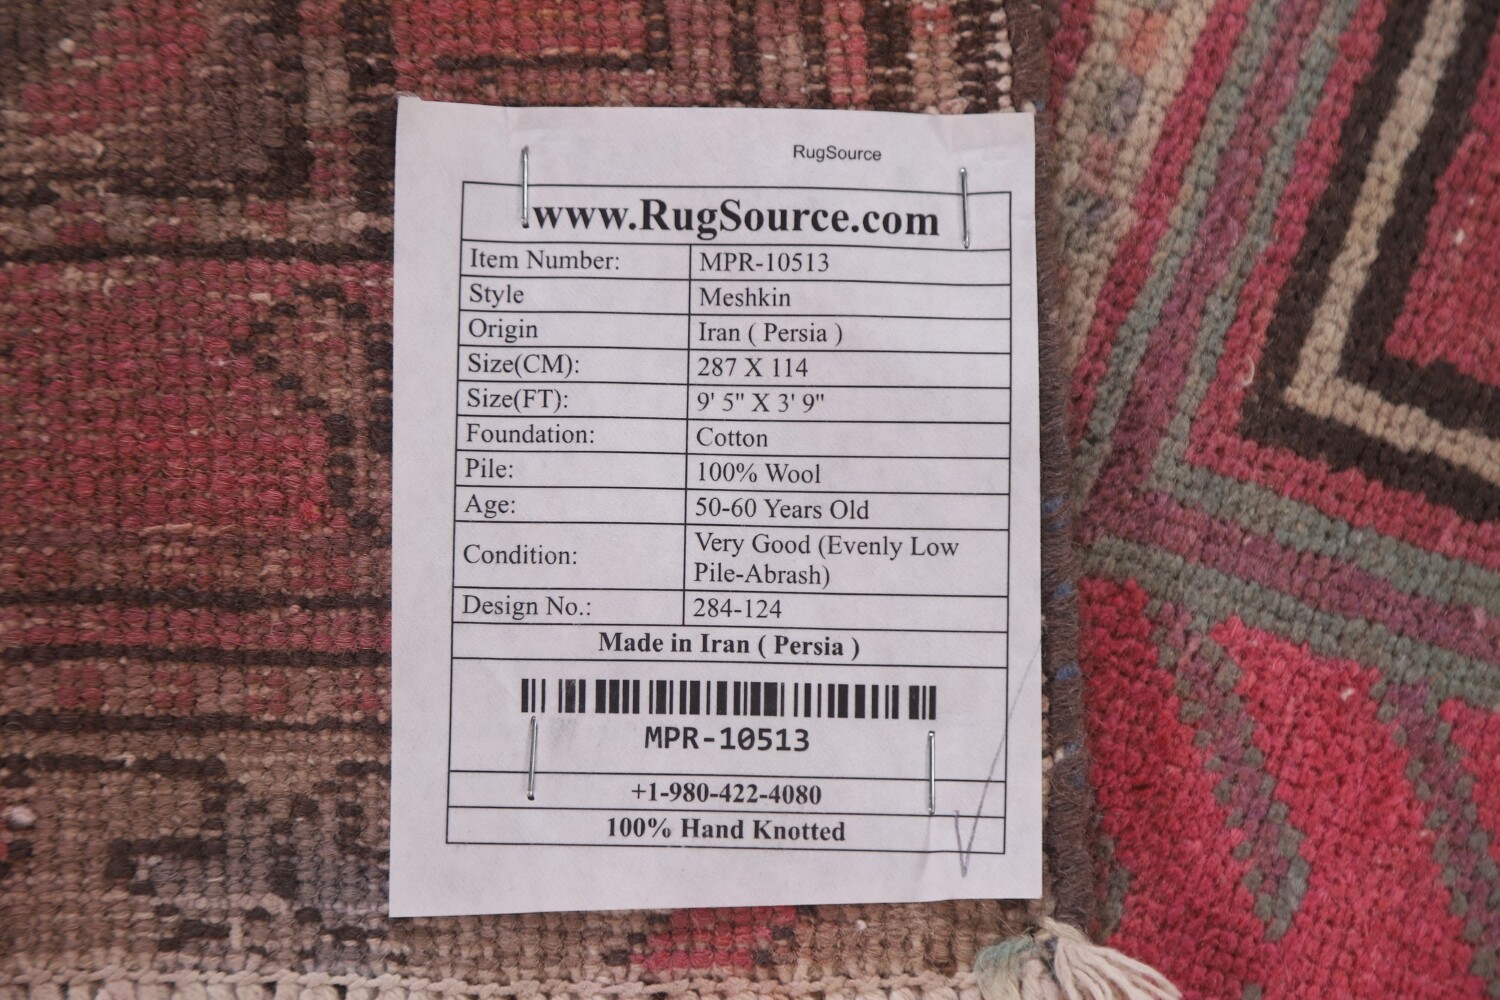 RugSource
www.RugSource.com
Item Number: MPR-10513
Style Meshkin
Origin Iran ( Persia )
Size(CM): 287 X 114
Size(FT): 9' 5" X 3' 9"
Foundation: Cotton
Pile: 100% Wool
Age: 50-60 Years Old
Condition: Very Good (Evenly Low
Pile-Abrash)
Design No.: 284-124
Made in Iran ( Persia )
MPR-10513
+1-980-422-4080
100% Hand Knotted